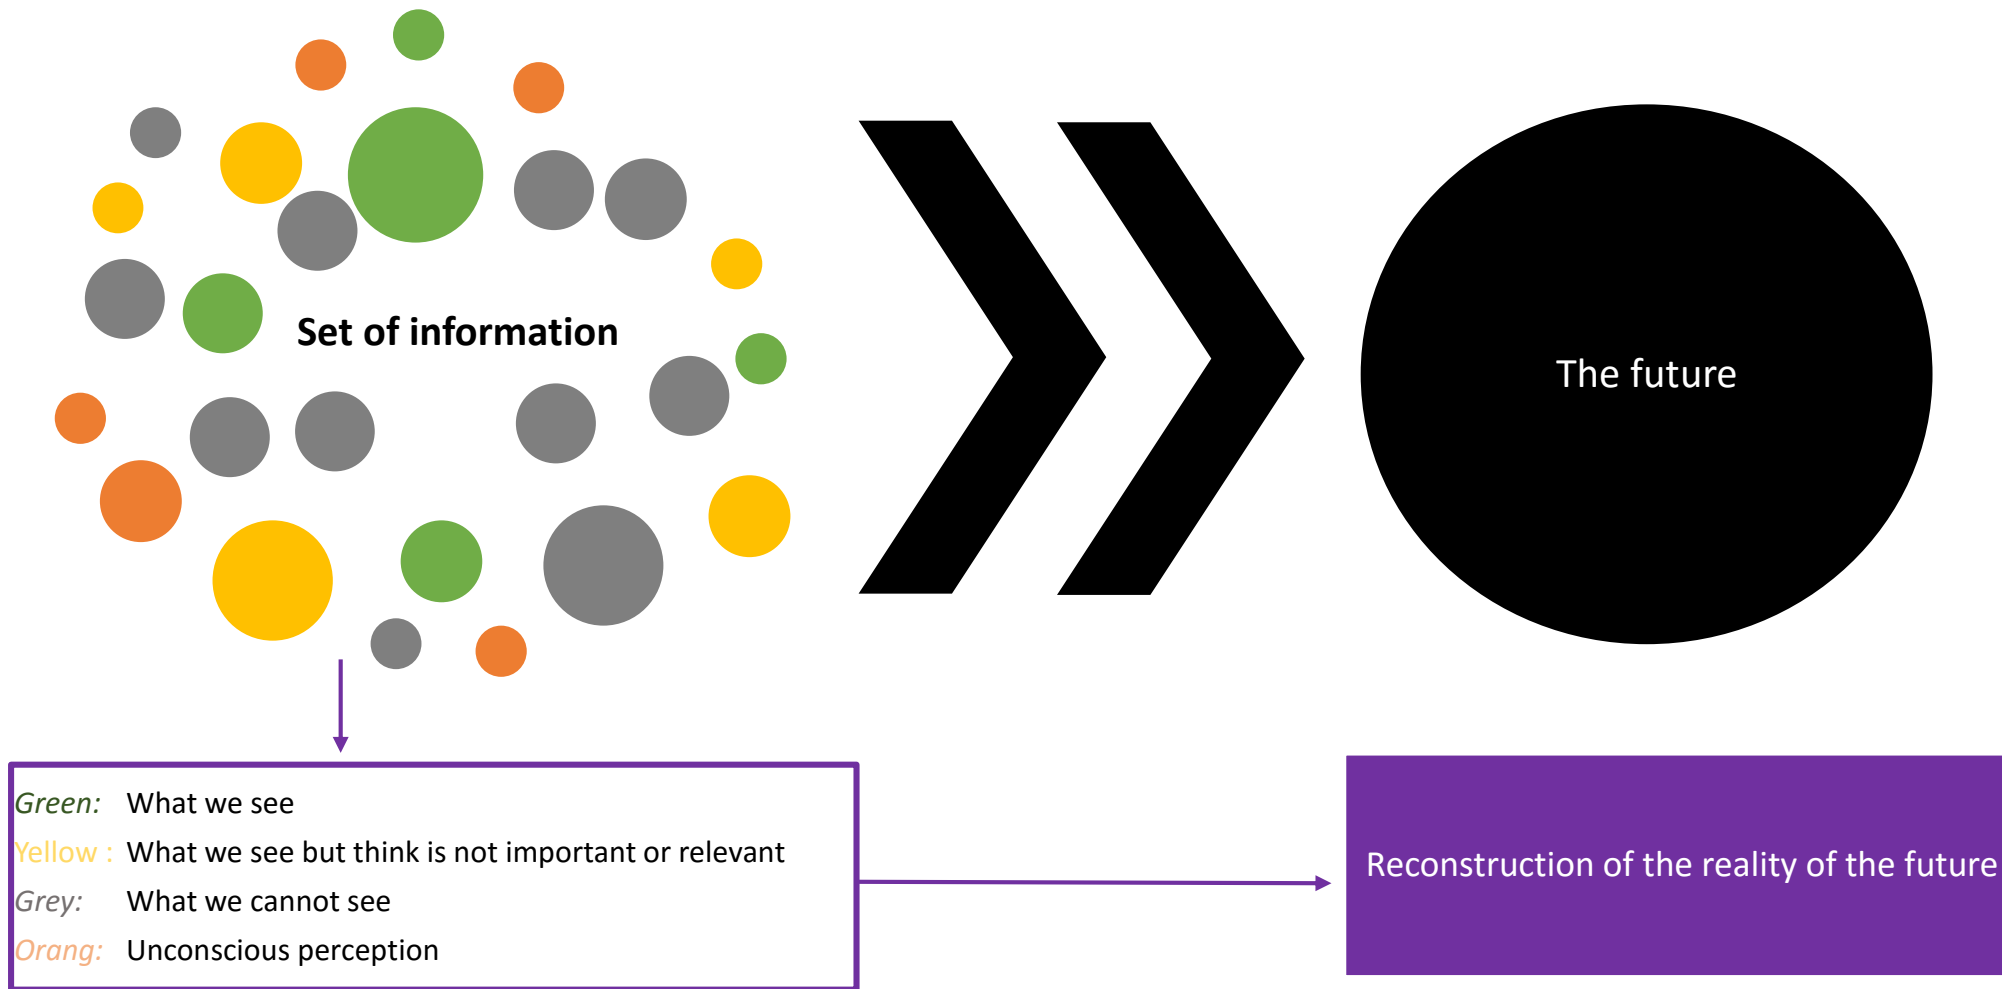 Set of information
The future
Green: What we see
Yellow : What we see but think is not important or relevant
Grey: What we cannot see
Orang: Unconscious perception
Reconstruction of the reality of the future